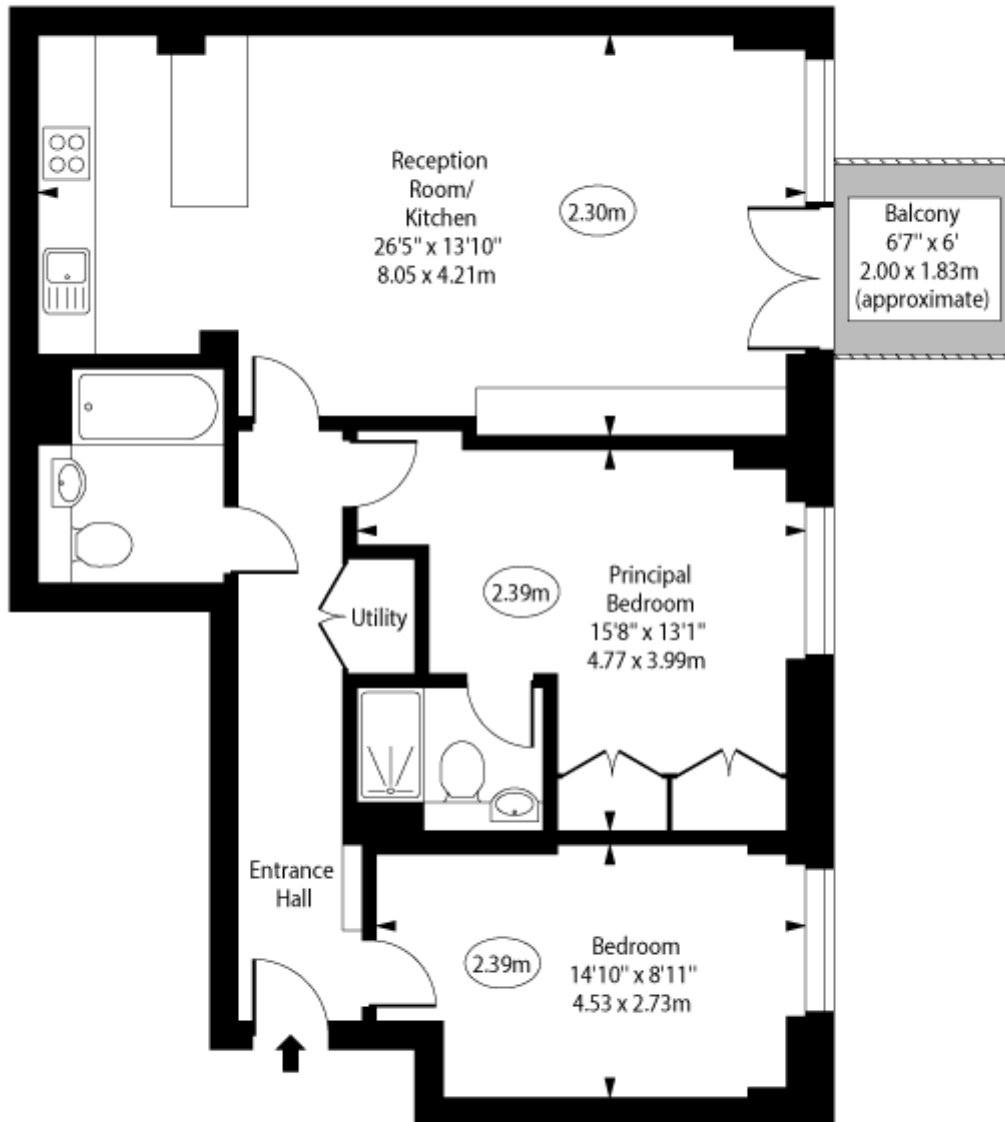 Reception
Room/
Kitchen
26'5" x 13'10"
8.05 x 4.21m
2.30m
Balcony
6'7" x 6'
2.00 x 1.83m
(approximate)
2.39m
Principal
Bedroom
15'8" x 13'1"
4.77 x 3.99m
Utility
Entrance
Hall
2.39m
Bedroom
14'10" x 8'11"
4.53 x 2.73m